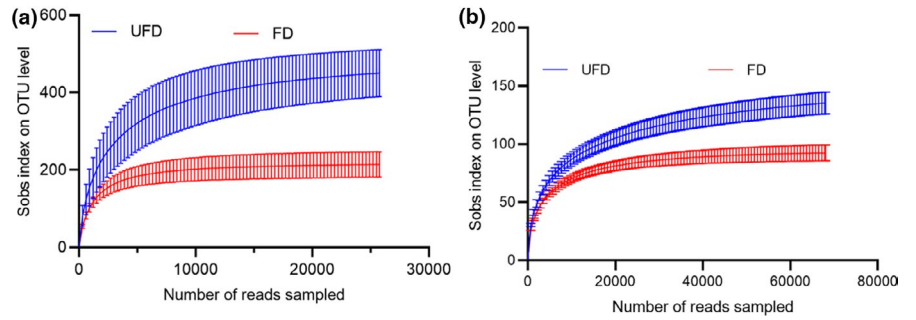 (a)
600
400
200
0
Sobs index on OTU level
UFD
FD
0 10000 20000 30000
Number of reads sampled
(b)
150
100
50
0
Sobs index on OTU level
UFD
FD
0 20000 40000 60000 80000
Number of reads sampled